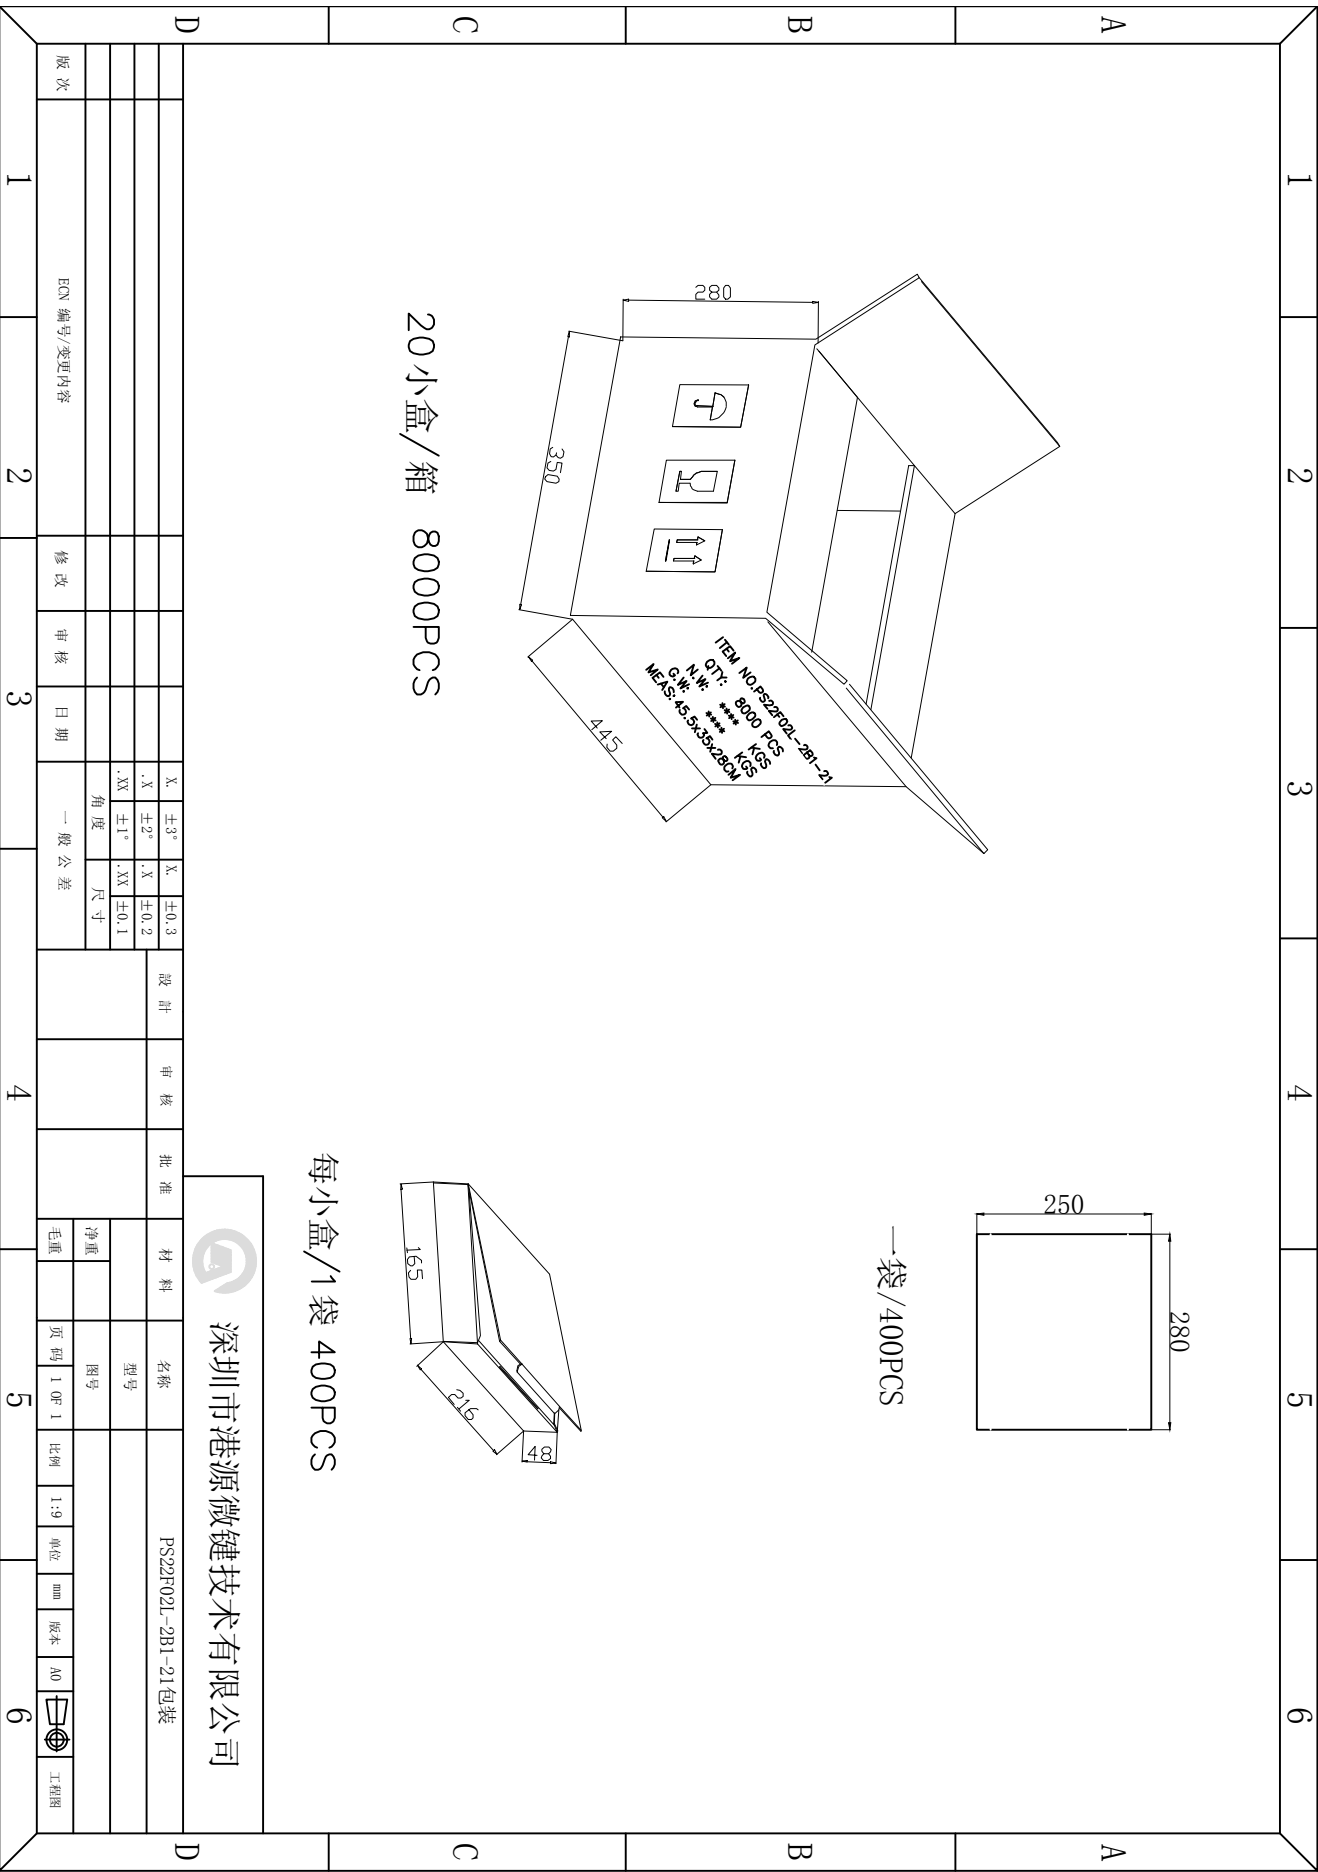 1
2
3
4
5
6
A
B
C
D
A
B
C
D
1
2
3
4
5
6
280
250
一袋/400PCS
280
350
445
ITEM NO.PS22F02L-2B1-21
QTY: 8000 PCS
N.W: **** KGS
G.W: **** KGS
MEAS: 45.5x35x28CM
20小盒/箱 8000PCS
165
216
48
每小盒/1袋 400PCS
深圳市港源微键技术有限公司
X. ±3° X. ±0.3
.X ±2° .X ±0.2
.XX ±1° .XX ±0.1
角度 尺寸
一般公差
版次 ECN 编号/变更内容 修改 审核 日期
設計 审核 批准 材料 名称 PS22F02L-2B1-21包装
型号
净重 图号
毛重 页码 1 OF 1 比例 1:9 单位 mm 版本 A0 工程图